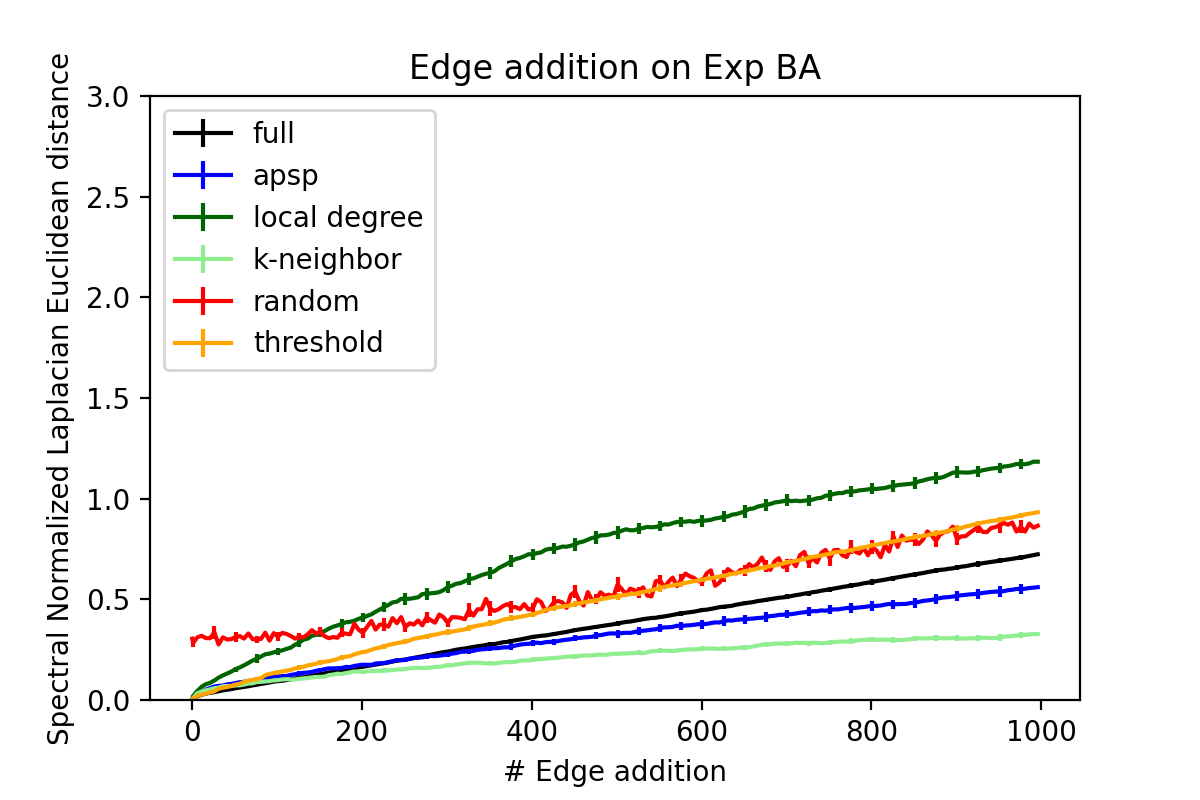 Edge addition on Exp BA
Spectral Normalized Laplacian Euclidean distance
3.0
2.5
2.0
1.5
1.0
0.5
0.0
full
apsp
local degree
k-neighbor
random
threshold
0
200
400
600
800
1000
# Edge addition